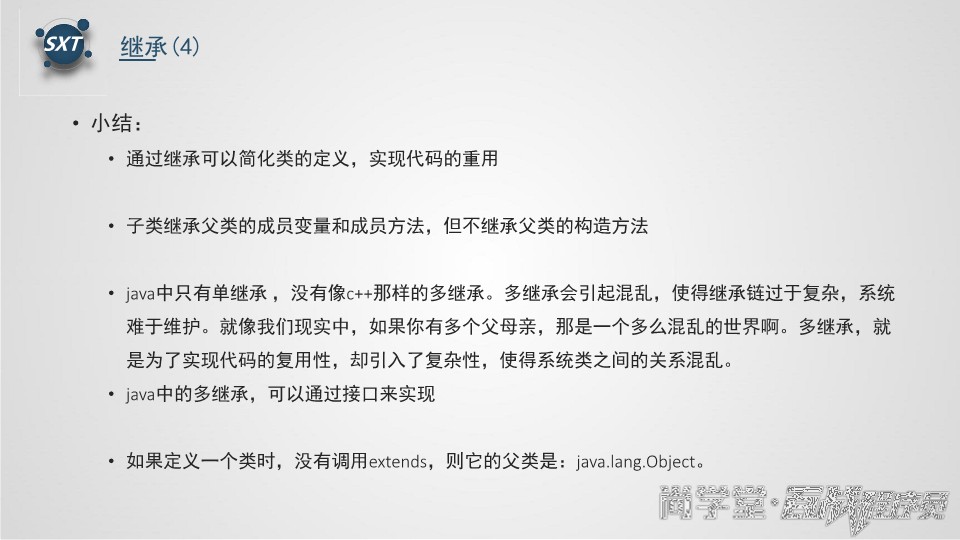 SXT
继承(4)
• 小结：
• 通过继承可以简化类的定义，实现代码的重用
• 子类继承父类的成员变量和成员方法，但不继承父类的构造方法
• java中只有单继承 ，没有像c++那样的多继承。多继承会引起混乱，使得继承链过于复杂，系统
难于维护。就像我们现实中，如果你有多个父母亲，那是一个多么混乱的世界啊。多继承，就
是为了实现代码的复用性，却引入了复杂性，使得系统类之间的关系混乱。
• java中的多继承，可以通过接口来实现
• 如果定义一个类时，没有调用extends，则它的父类是：java.lang.Object。
尚学堂·实战程序员